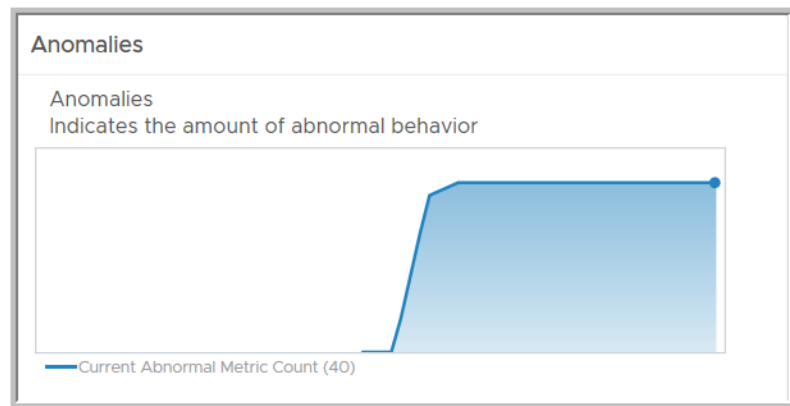 Anomalies
Anomalies
Indicates the amount of abnormal behavior
Current Abnormal Metric Count (40)